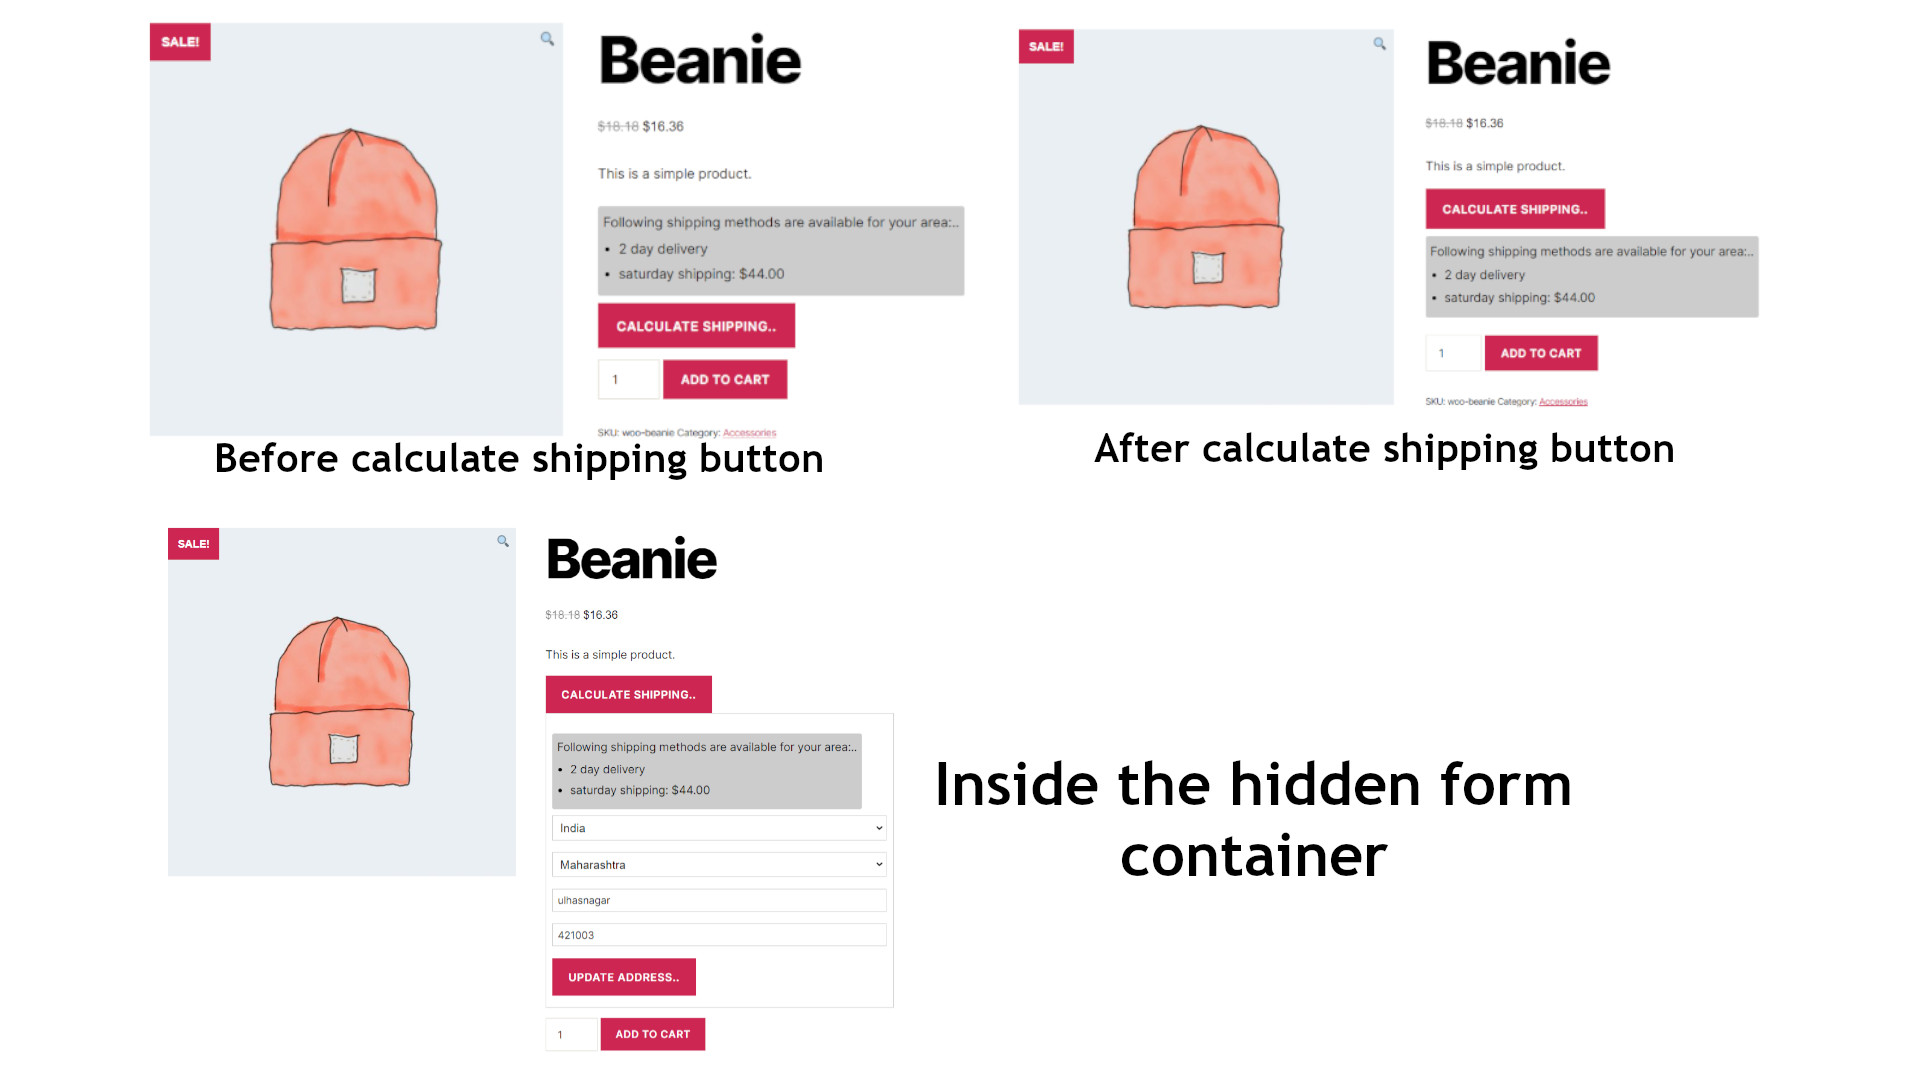 SALE!
Beanie
$18.18 $16.36
This is a simple product.
Following shipping methods are available for your area:..
• 2 day delivery
• saturday shipping: $44.00
CALCULATE SHIPPING..
1
ADD TO CART
SKU: woo-beanie Category: Accessories
Before calculate shipping button
SALE!
Beanie
$18.18 $16.36
This is a simple product.
CALCULATE SHIPPING..
Following shipping methods are available for your area:..
• 2 day delivery
• saturday shipping: $44.00
1
ADD TO CART
SKU: woo-beanie Category: Accessories
After calculate shipping button
SALE!
Beanie
$18.18 $16.36
This is a simple product.
CALCULATE SHIPPING..
Following shipping methods are available for your area:..
• 2 day delivery
• saturday shipping: $44.00
India
Maharashtra
ulhasnagar
421003
UPDATE ADDRESS..
1
ADD TO CART
Inside the hidden form
container